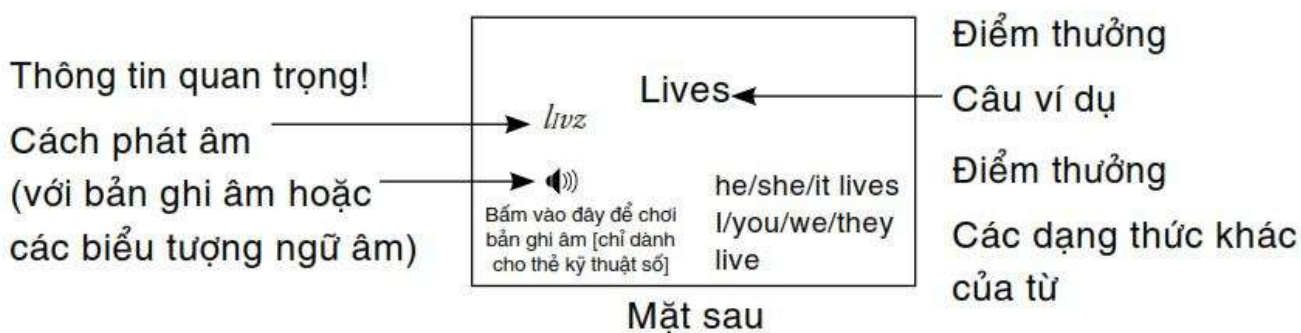 Thông tin quan trọng!
Cách phát âm
(với bản ghi âm hoặc
các biểu tượng ngữ âm)
Lives
lɪvz
Bấm vào đây để chơi
bản ghi âm [chỉ dành
cho thẻ kỹ thuật số]
he/she/it lives
I/you/we/they
live
Mặt sau
Điểm thưởng
Câu ví dụ
Điểm thưởng
Các dạng thức khác
của từ